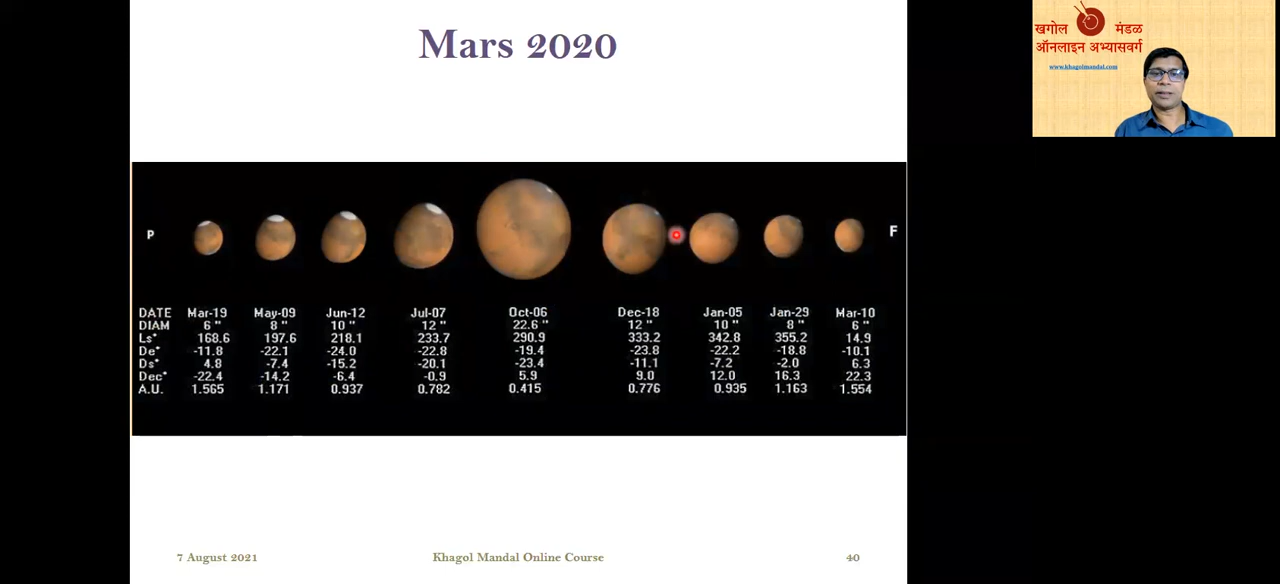 Mars 2020
खगोल मंडळ
ऑनलाइन अभ्यासवर्ग
www.khagolmandal.com
P F
DATE Mar-19 May-09 Jun-12 Jul-07 Oct-06 Dec-18 Jan-05 Jan-29 Mar-10
DIAM 6 " 8 " 10 " 12 " 22.6 " 12 " 10 " 8 " 6 "
Ls° 168.6 197.6 218.1 233.7 290.9 333.2 342.8 355.2 14.9
De° -11.8 -22.1 -24.0 -22.8 -19.4 -23.8 -22.2 -18.8 -10.1
Ds° 4.8 -7.4 -15.2 -20.1 -23.4 -11.1 -7.2 -2.0 6.3
Dec° -22.4 -14.2 -6.4 -0.9 5.9 9.0 12.0 16.3 22.3
A.U. 1.565 1.171 0.937 0.782 0.415 0.776 0.935 1.163 1.554
7 August 2021 Khagol Mandal Online Course 40